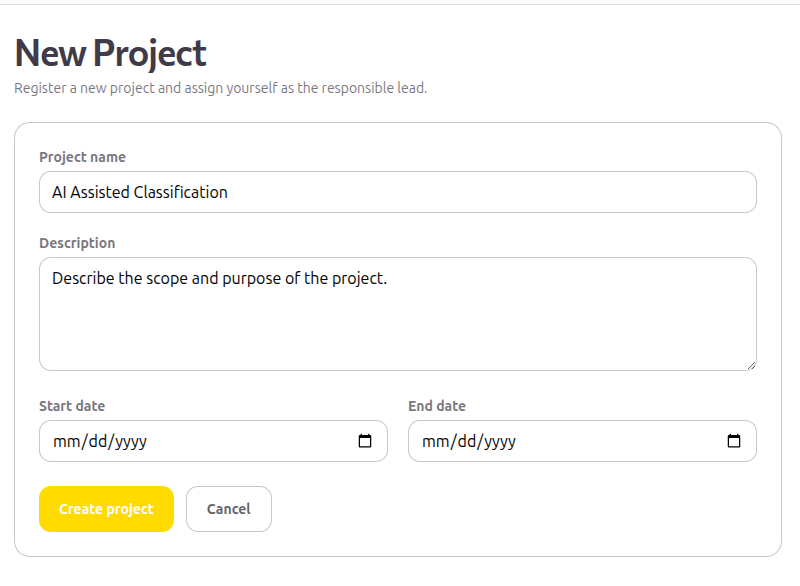 New Project
Register a new project and assign yourself as the responsible lead.
Project name
AI Assisted Classification
Description
Describe the scope and purpose of the project.
Start date
End date
mm/dd/yyyy
mm/dd/yyyy
Create project
Cancel